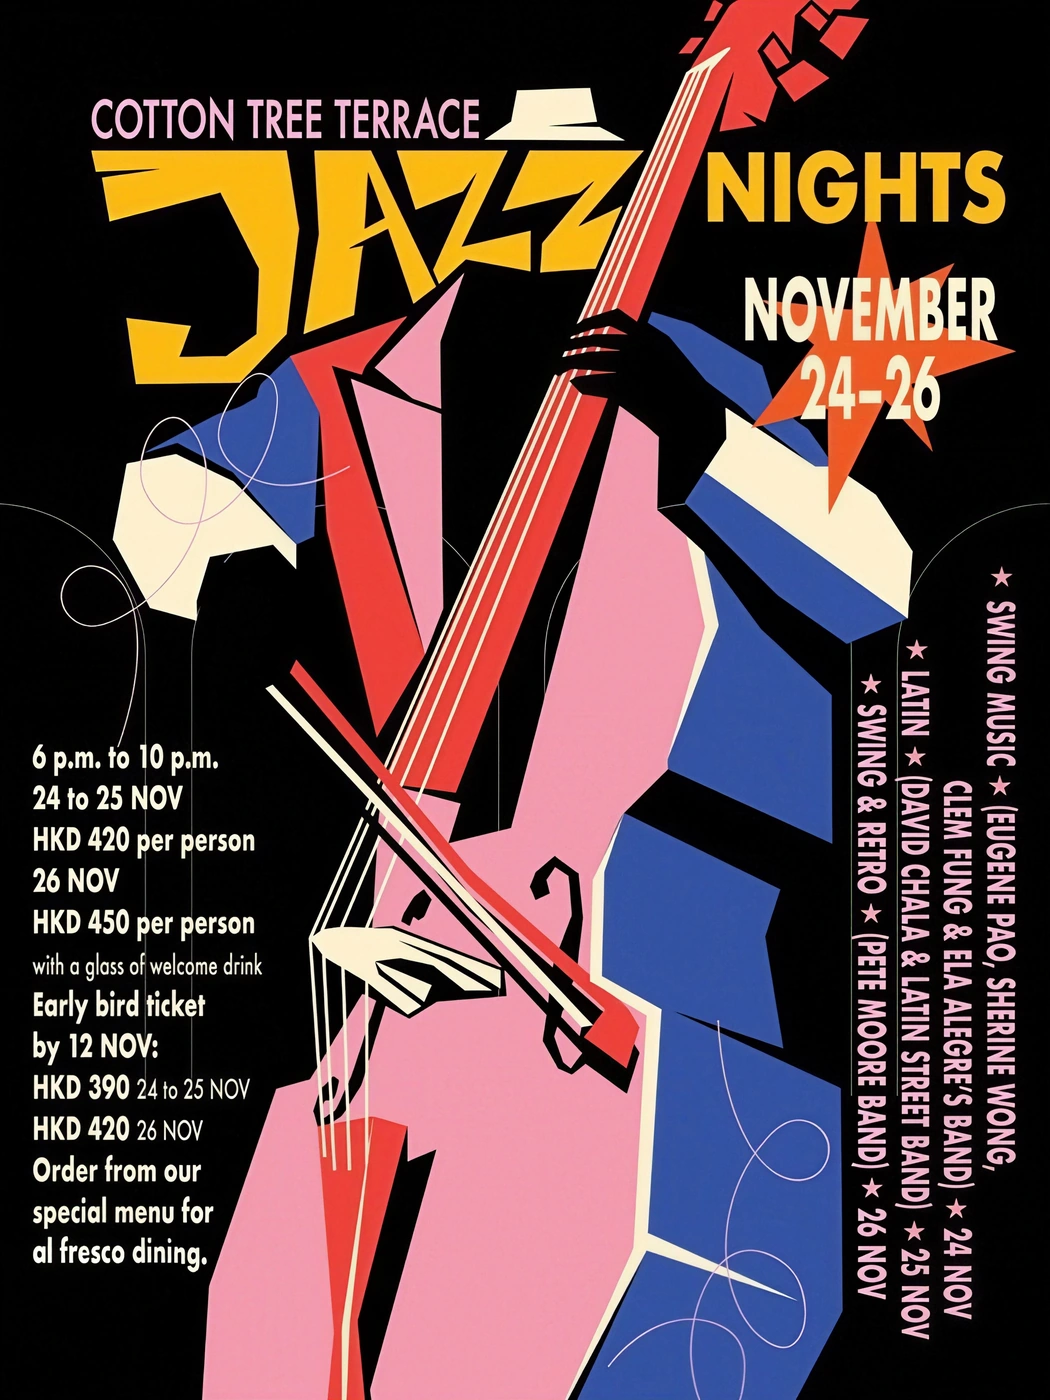 COTTON TREE TERRACE
JAZZ NIGHTS
NOVEMBER
24–26
6 p.m. to 10 p.m.
24 to 25 NOV
HKD 420 per person
26 NOV
HKD 450 per person
with a glass of welcome drink
Early bird ticket
by 12 NOV:
HKD 390 24 to 25 NOV
HKD 420 26 NOV
Order from our
special menu for
al fresco dining.
★ SWING MUSIC ★ (EUGENE PAO, SHERINE WONG,
CLEM FUNG & ELA ALEGRE'S BAND) ★ 24 NOV
★ LATIN ★ (DAVID CHALA & LATIN STREET BAND) ★ 25 NOV
★ SWING & RETRO ★ (PETE MOORE BAND) ★ 26 NOV